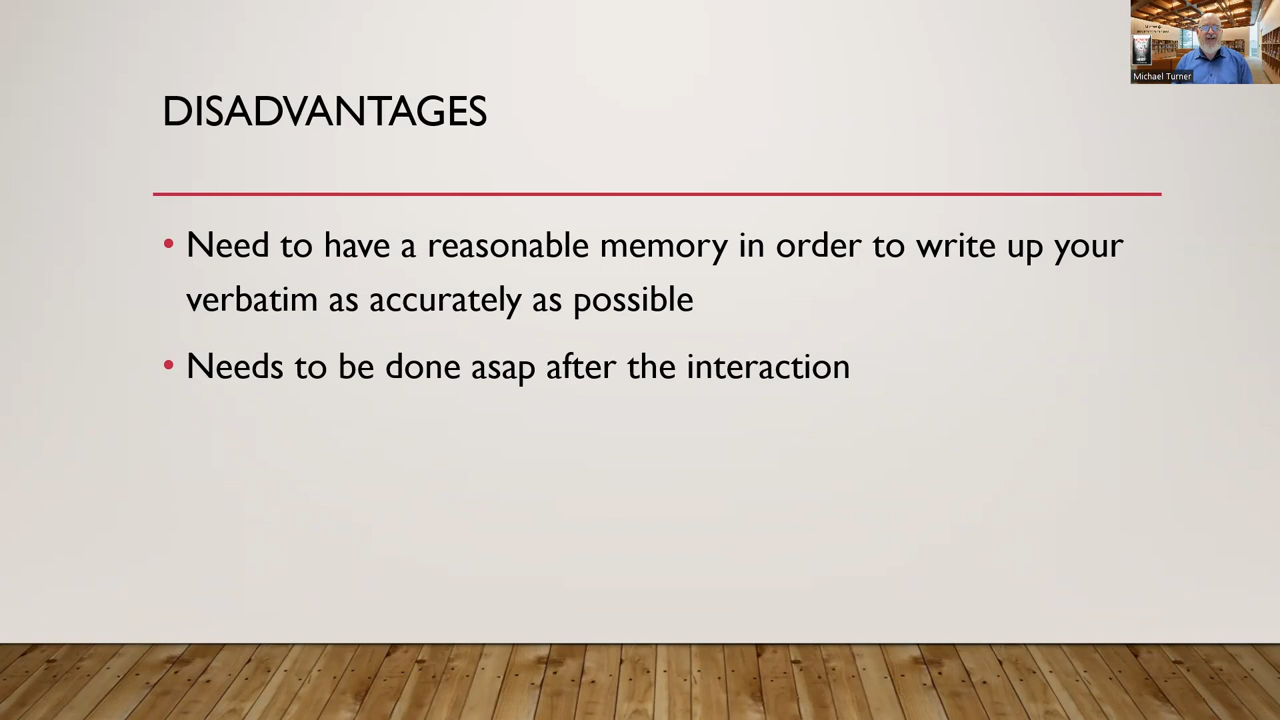 Michael Turner
DISADVANTAGES
• Need to have a reasonable memory in order to write up your
verbatim as accurately as possible
• Needs to be done asap after the interaction